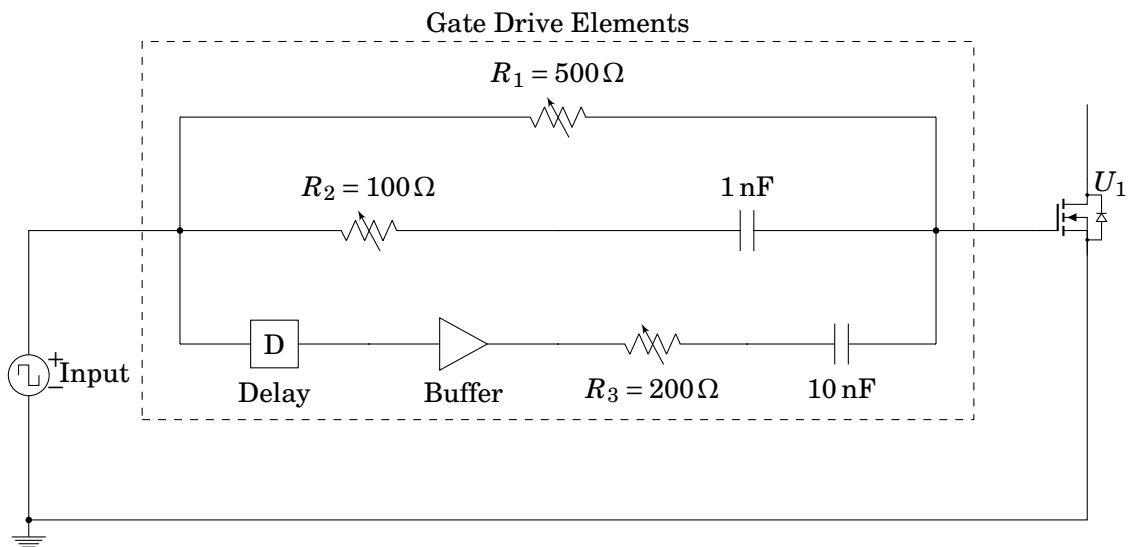 Gate Drive Elements
R1 = 500 Ω
R2 = 100 Ω
1 nF
U1
D
+
−
Input
Delay
Buffer
R3 = 200 Ω
10 nF